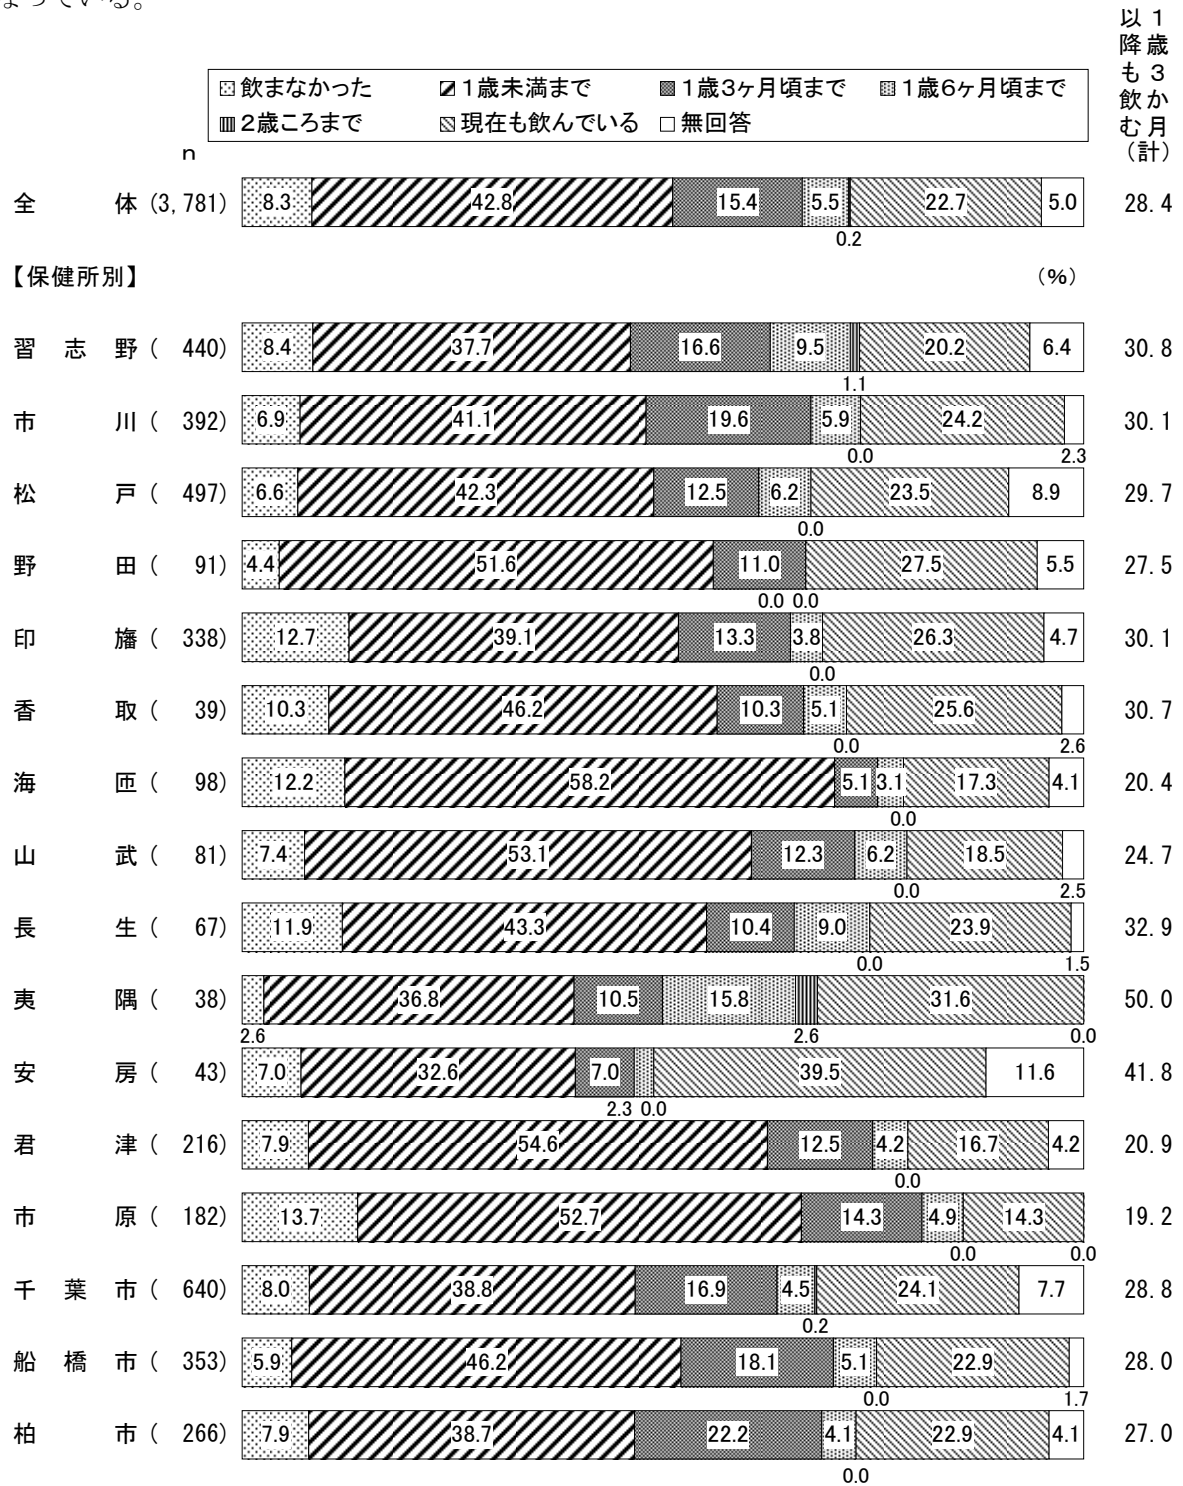 まっている。
1歳3か月
以降も飲む
(計)
飲まなかった 1歳未満まで 1歳3ヶ月頃まで 1歳6ヶ月頃まで
2歳ころまで 現在も飲んでいる 無回答
n
全体(3,781) 8.3 42.8 15.4 5.5 22.7 5.0 28.4
0.2
【保健所別】 (%)
習志野( 440) 8.4 37.7 16.6 9.5 20.2 6.4 30.8
1.1
市川( 392) 6.9 41.1 19.6 5.9 24.2 30.1
0.0 2.3
松戸( 497) 6.6 42.3 12.5 6.2 23.5 8.9 29.7
0.0
野田( 91) 4.4 51.6 11.0 27.5 5.5 27.5
0.0 0.0
印旛( 338) 12.7 39.1 13.3 3.8 26.3 4.7 30.1
0.0
香取( 39) 10.3 46.2 10.3 5.1 25.6 30.7
0.0 2.6
海匝( 98) 12.2 58.2 5.1 3.1 17.3 4.1 20.4
0.0
山武( 81) 7.4 53.1 12.3 6.2 18.5 24.7
0.0 2.5
長生( 67) 11.9 43.3 10.4 9.0 23.9 32.9
0.0 1.5
夷隅( 38) 36.8 10.5 15.8 31.6 50.0
2.6 2.6 0.0
安房( 43) 7.0 32.6 7.0 39.5 11.6 41.8
2.3 0.0
君津( 216) 7.9 54.6 12.5 4.2 16.7 4.2 20.9
0.0
市原( 182) 13.7 52.7 14.3 4.9 14.3 19.2
0.0 0.0
千葉市( 640) 8.0 38.8 16.9 4.5 24.1 7.7 28.8
0.2
船橋市( 353) 5.9 46.2 18.1 5.1 22.9 28.0
0.0 1.7
柏市( 266) 7.9 38.7 22.2 4.1 22.9 4.1 27.0
0.0